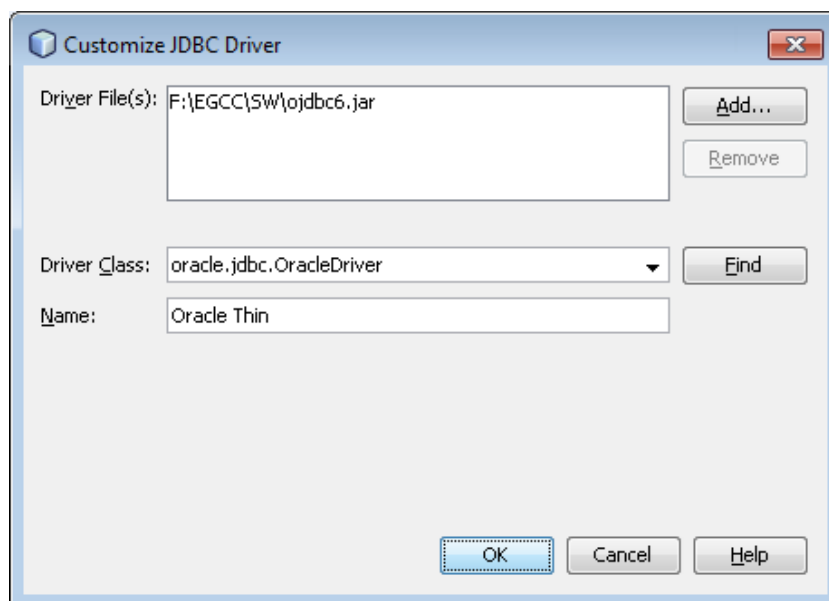 Customize JDBC Driver
Driver File(s): F:\EGCC\SW\ojdbc6.jar Add...
Remove
Driver Class: oracle.jdbc.OracleDriver Find
Name: Oracle Thin
OK Cancel Help